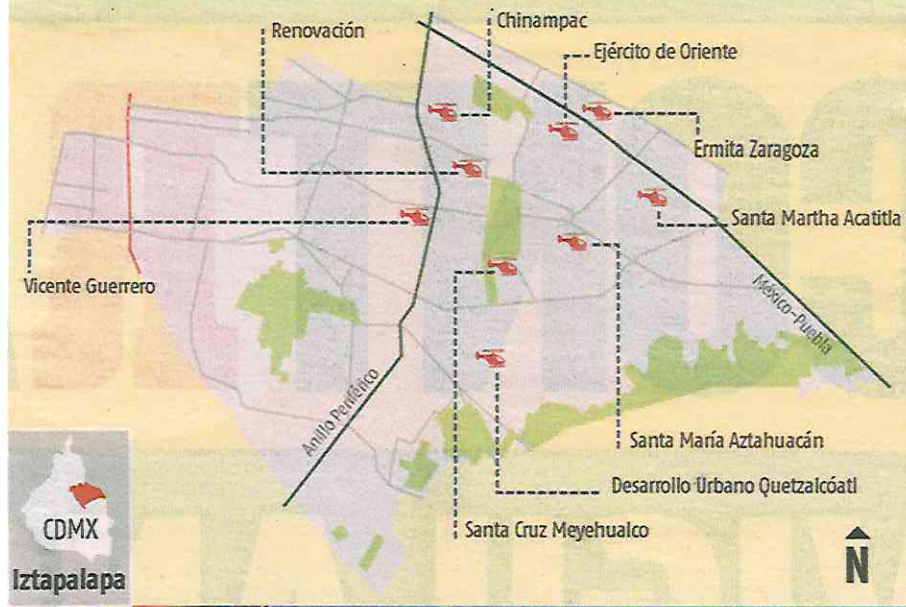 Chinampac
Renovación
Ejército de Oriente
Ermita Zaragoza
Santa Martha Acatitla
Vicente Guerrero
México-Puebla
Anillo Periférico
Santa María Aztahuacán
Desarrollo Urbano Quetzalcóatl
Santa Cruz Meyehualco
CDMX
Iztapalapa
N